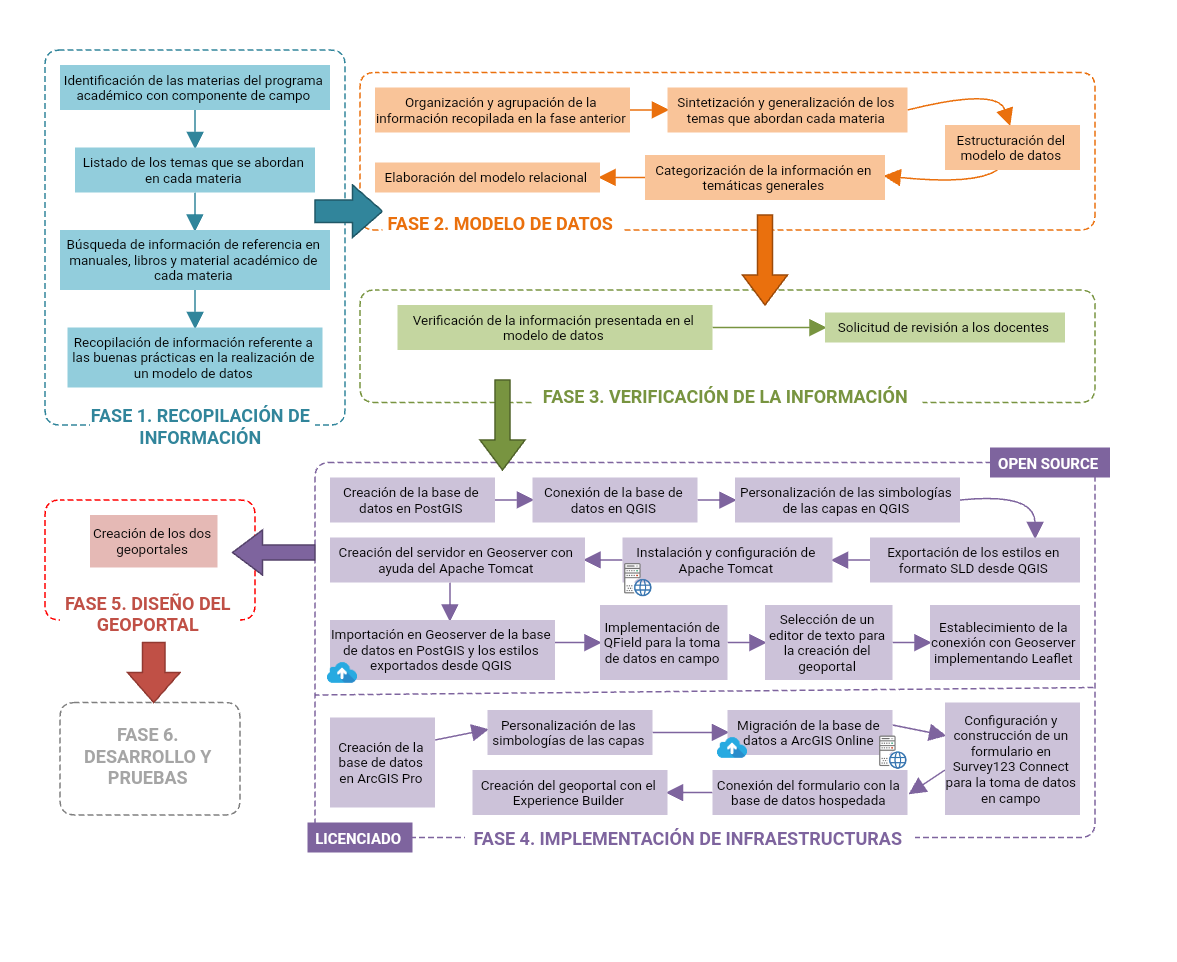 Identificación de las materias del programa
académico con componente de campo
Listado de los temas que se abordan
en cada materia
Búsqueda de información de referencia en
manuales, libros y material académico de
cada materia
Recopilación de información referente a
las buenas prácticas en la realización de
un modelo de datos
FASE 1. RECOPILACIÓN DE
INFORMACIÓN
Organización y agrupación de la
información recopilada en la fase anterior
Sintetización y generalización de los
temas que abordan cada materia
Estructuración del
modelo de datos
Categorización de la información en
temáticas generales
Elaboración del modelo relacional
FASE 2. MODELO DE DATOS
Verificación de la información presentada en el
modelo de datos
Solicitud de revisión a los docentes
FASE 3. VERIFICACIÓN DE LA INFORMACIÓN
OPEN SOURCE
Creación de la base de
datos en PostGIS
Conexión de la base de
datos en QGIS
Personalización de las simbologías
de las capas en QGIS
Exportación de los estilos en
formato SLD desde QGIS
Instalación y configuración de
Apache Tomcat
Creación del servidor en Geoserver con
ayuda del Apache Tomcat
Importación en Geoserver de la base
de datos en PostGIS y los estilos
exportados desde QGIS
Implementación de
QField para la toma
de datos en campo
Selección de un
editor de texto para
la creación del
geoportal
Establecimiento de la
conexión con Geoserver
implementando Leaflet
Creación de la
base de datos
en ArcGIS Pro
Personalización de las
simbologías de las capas
Migración de la base de
datos a ArcGIS Online
Configuración y
construcción de un
formulario en
Survey123 Connect
para la toma de datos
en campo
Conexión del formulario con la
base de datos hospedada
Creación del geoportal con el
Experience Builder
LICENCIADO
FASE 4. IMPLEMENTACIÓN DE INFRAESTRUCTURAS
Creación de los dos
geoportales
FASE 5. DISEÑO DEL
GEOPORTAL
FASE 6.
DESARROLLO Y
PRUEBAS